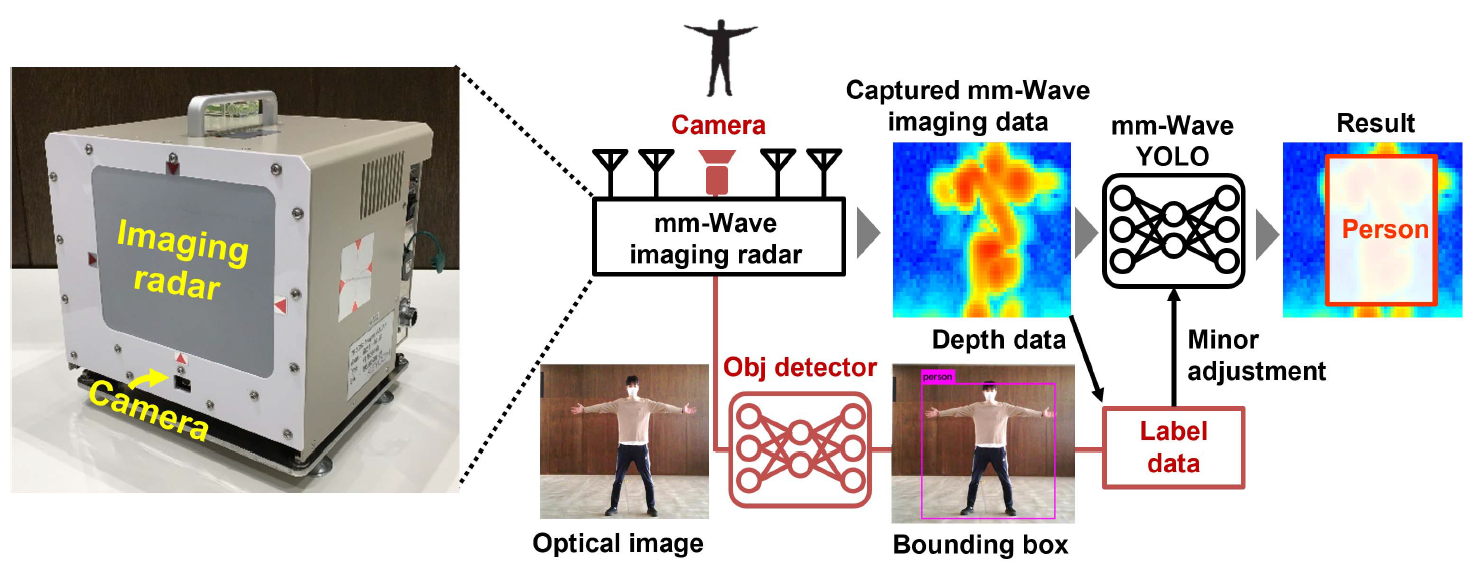 Imaging
radar
Camera
Camera
mm-Wave
imaging radar
Captured mm-Wave
imaging data
mm-Wave
YOLO
Result
Person
Depth data
Minor
adjustment
Obj detector
person
Label
data
Optical image
Bounding box